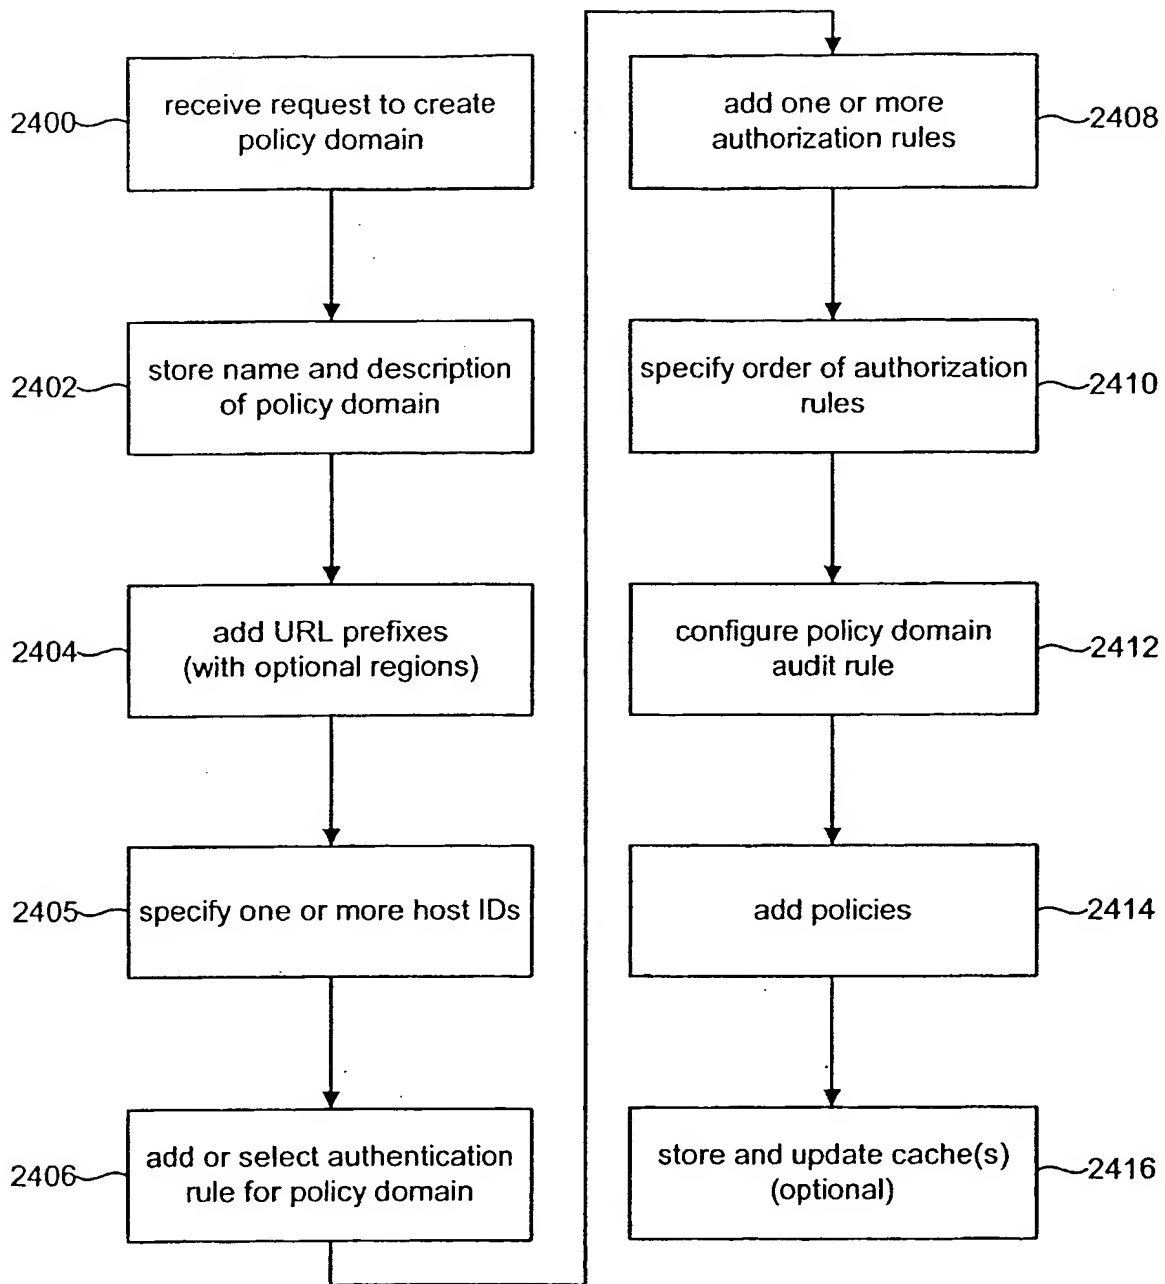 2400
receive request to create
policy domain
2402
store name and description
of policy domain
2404
add URL prefixes
(with optional regions)
2405
specify one or more host IDs
2406
add or select authentication
rule for policy domain
add one or more
authorization rules
2408
specify order of authorization
rules
2410
configure policy domain
audit rule
2412
add policies
2414
store and update cache(s)
(optional)
2416